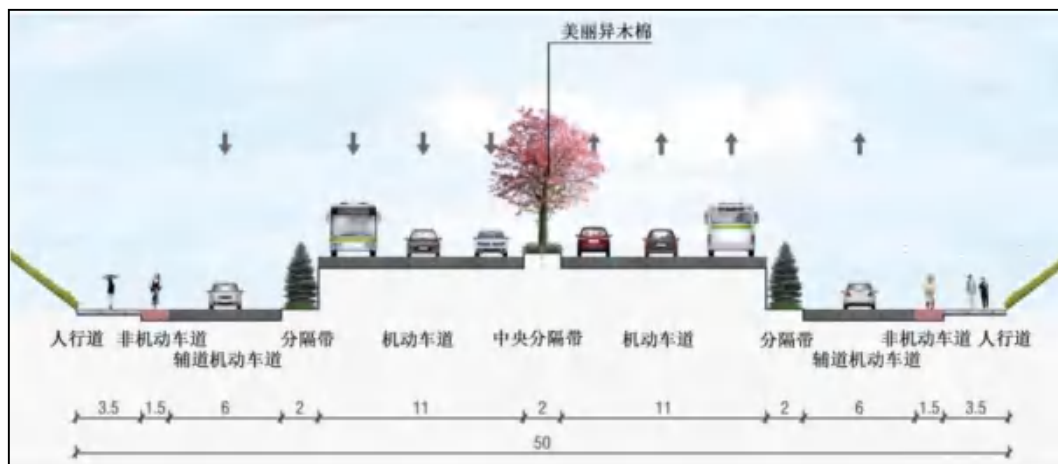 美丽异木棉
人行道 非机动车道 分隔带 机动车道 中央分隔带 机动车道 分隔带 非机动车道 人行道
辅道机动车道 辅道机动车道
3.5 1.5 6 2 11 2 11 2 6 1.5 3.5
50